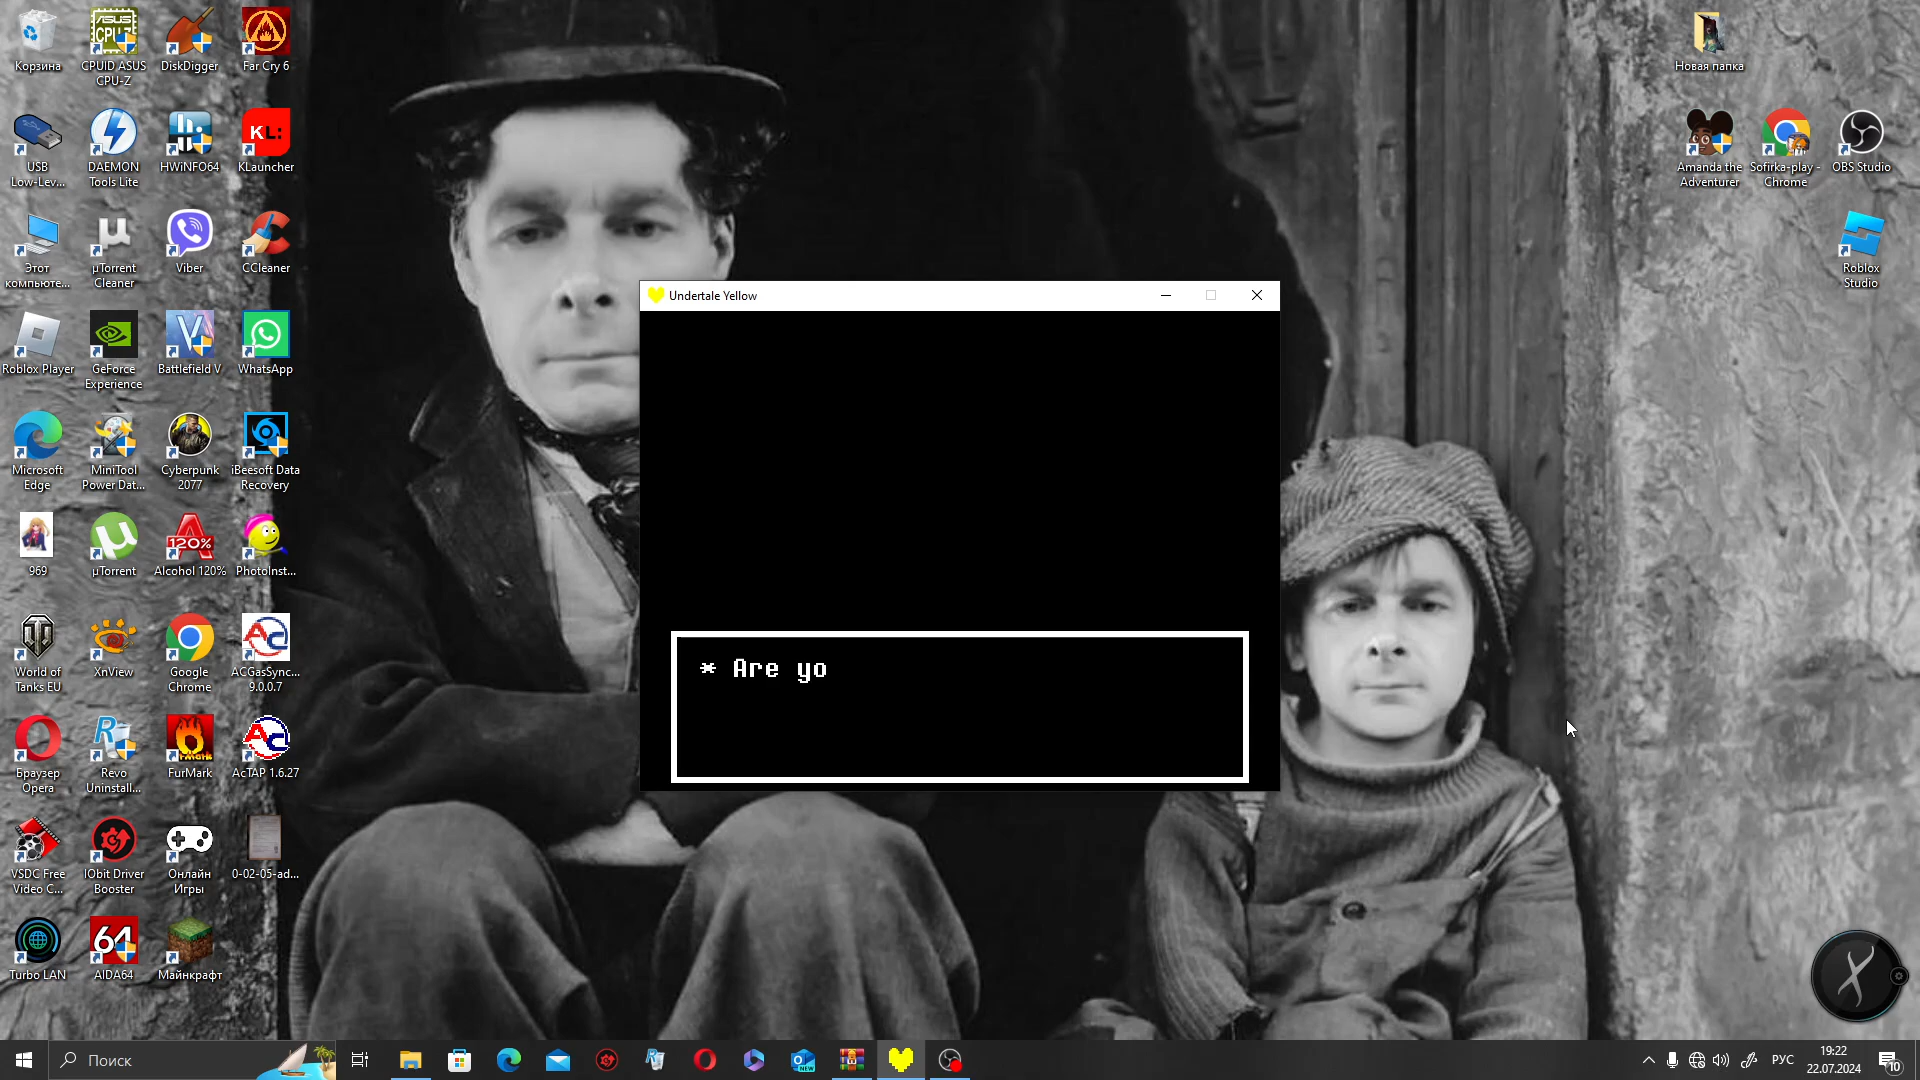 Корзина
CPUID ASUS
CPU-Z
DiskDigger
Far Cry 6
USB
Low-Lev...
DAEMON
Tools Lite
HWiNFO64
KLauncher
Этот
компьюте...
µTorrent
Cleaner
Viber
CCleaner
Roblox Player
GeForce
Experience
Battlefield V
WhatsApp
Microsoft
Edge
MiniTool
Power Dat...
Cyberpunk
2077
iBeesoft Data
Recovery
969
µTorrent
Alcohol 120%
PhotoInst...
World of
Tanks EU
XnView
Google
Chrome
ACGasSync...
9.0.0.7
Браузер
Opera
Revo
Uninstall...
FurMark
AcTAP 1.6.27
VSDC Free
Video C...
IObit Driver
Booster
Онлайн
Игры
0-02-05-ad...
Turbo LAN
AIDA64
Майнкрафт
Undertale Yellow
* Are yo
Новая папка
Amanda the
Adventurer
Sofirka-play -
Chrome
OBS Studio
Roblox
Studio
Поиск
РУС
19:22
22.07.2024
10